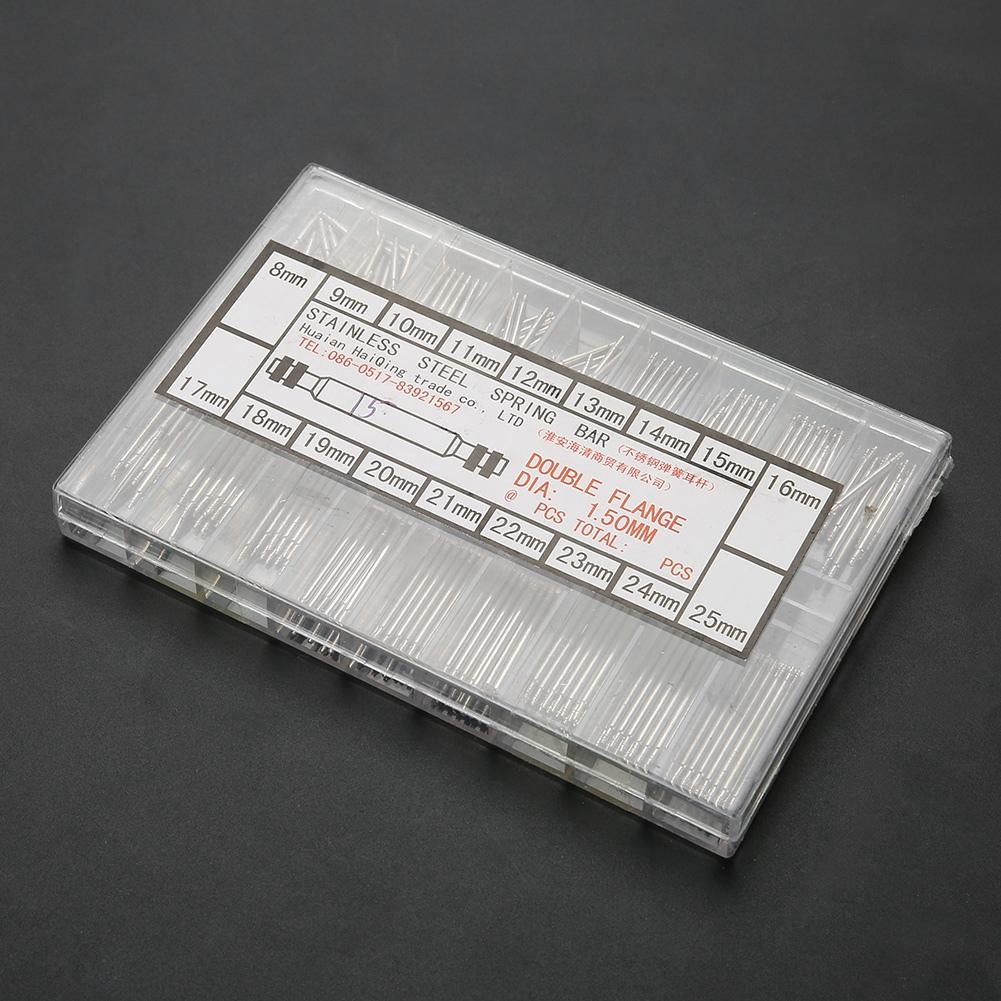 8mm
9mm
10mm
11mm
12mm
13mm
14mm
15mm
16mm
STAINLESS STEEL SPRING BAR (不锈钢弹簧耳杆)
Huaian HaiQing trade co., LTD (淮安海清商贸有限公司)
TEL:086-0517-83921567
5
DOUBLE FLANGE
DIA: 1.50MM
@ PCS TOTAL: PCS
17mm
18mm
19mm
20mm
21mm
22mm
23mm
24mm
25mm